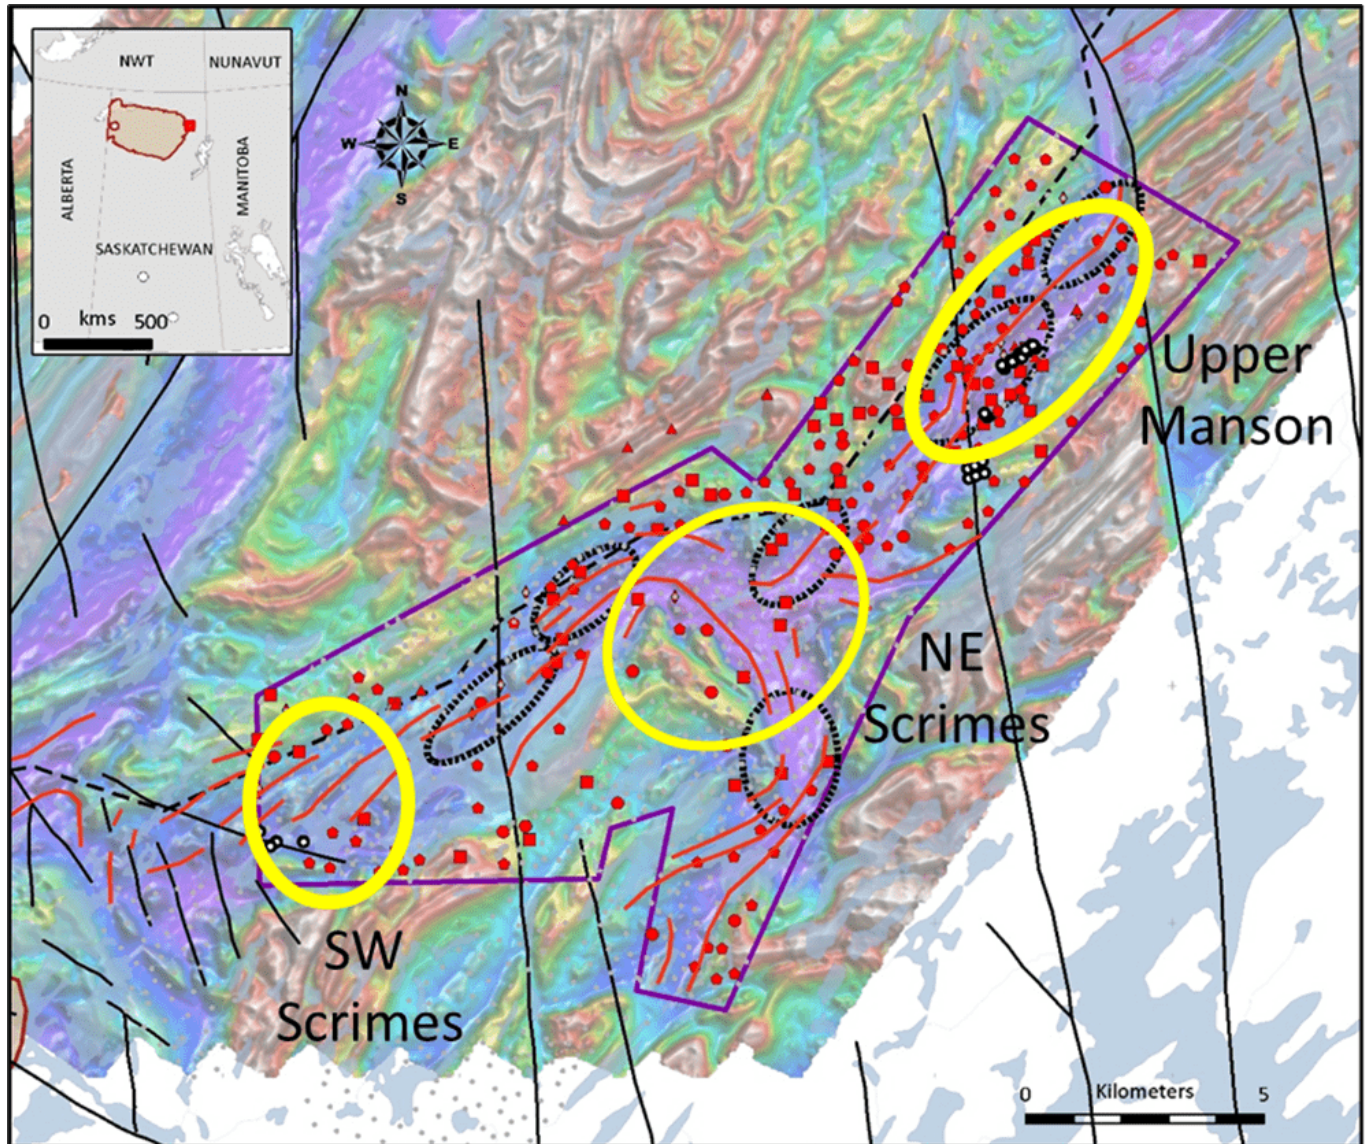 NWT
NUNAVUT
ALBERTA
MANITOBA
SASKATCHEWAN
0 kms 500
N
W E
S
Upper
Manson
NE
Scrimes
SW
Scrimes
0 Kilometers 5